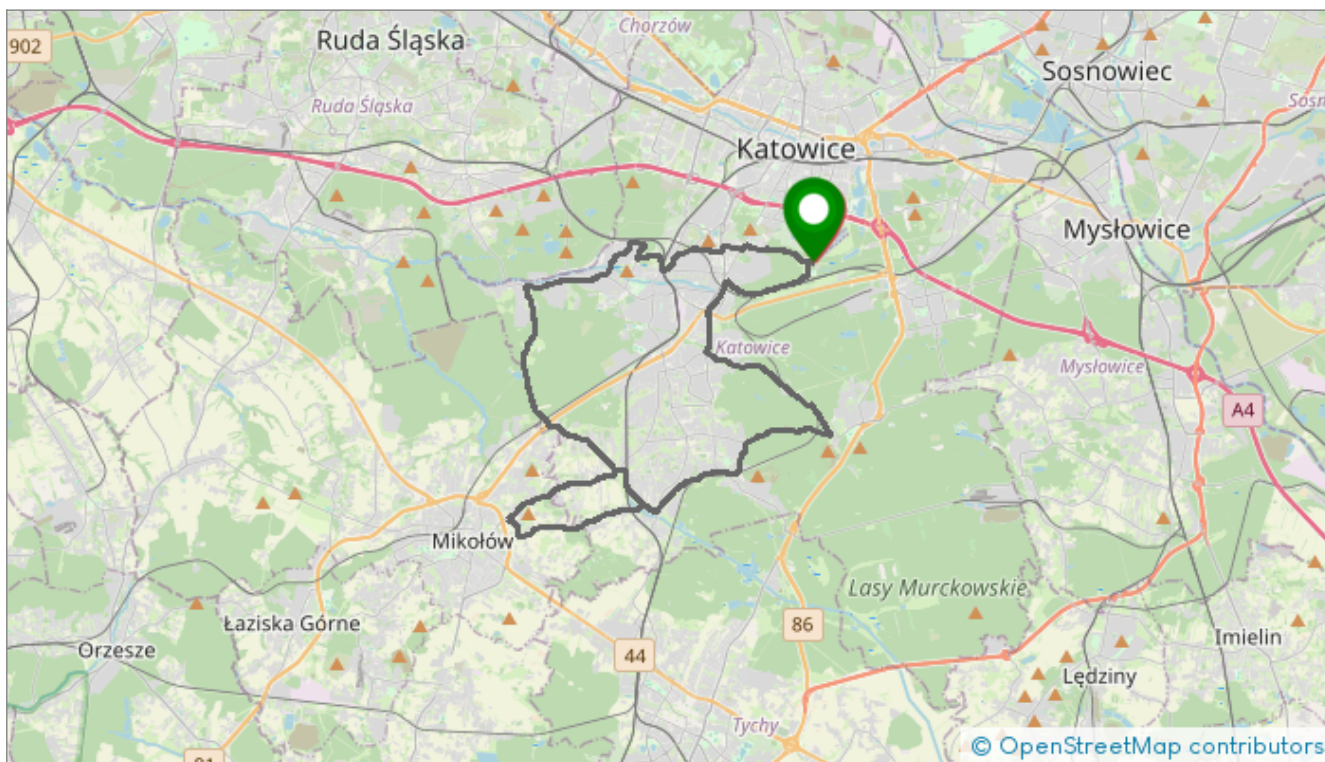 Chorzów
Ruda Śląska
902
Sosnowiec
Ruda Śląska
Sosn
Katowice
Mysłowice
Katowice
Mysłowice
A4
Mikołów
Lasy Murckowskie
Łaziska Górne
86
Imielin
Orzesze
44
Lędziny
Tychy
81
© OpenStreetMap contributors